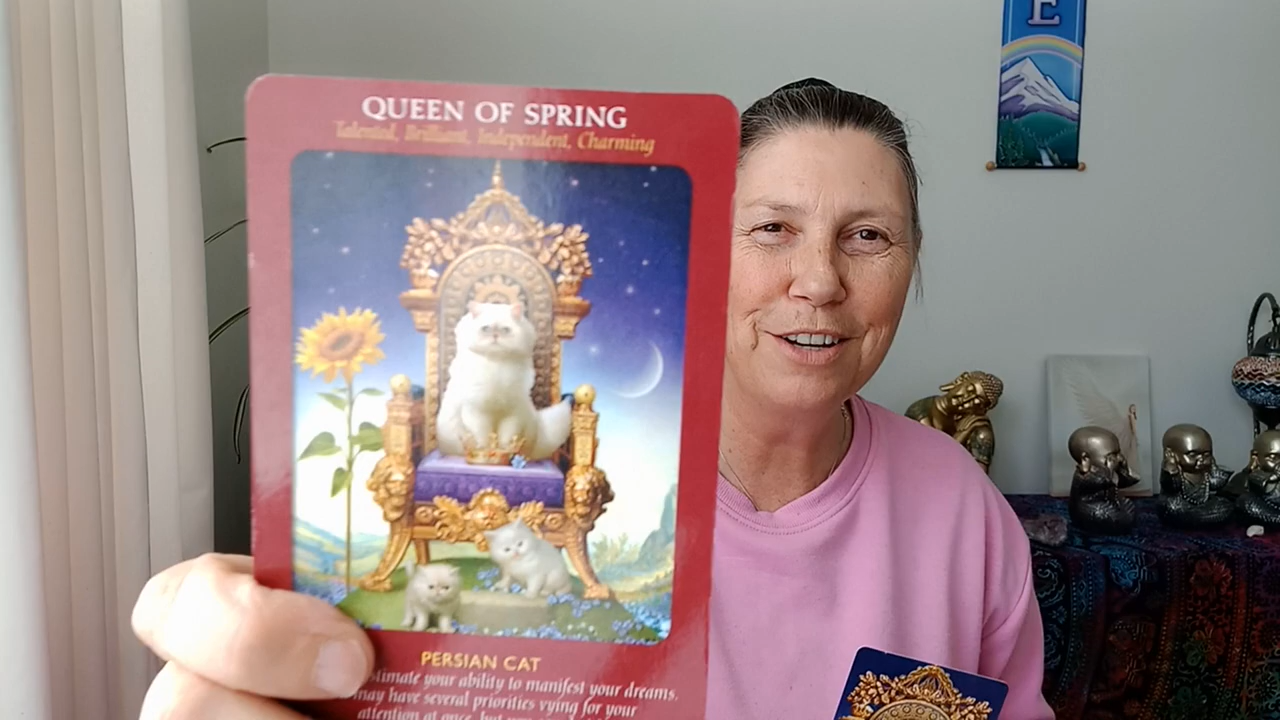 E
QUEEN OF SPRING
Talented, Brilliant, Independent, Charming
PERSIAN CAT
your ability to manifest your dreams.
may have several priorities vying for your
attention at once, but